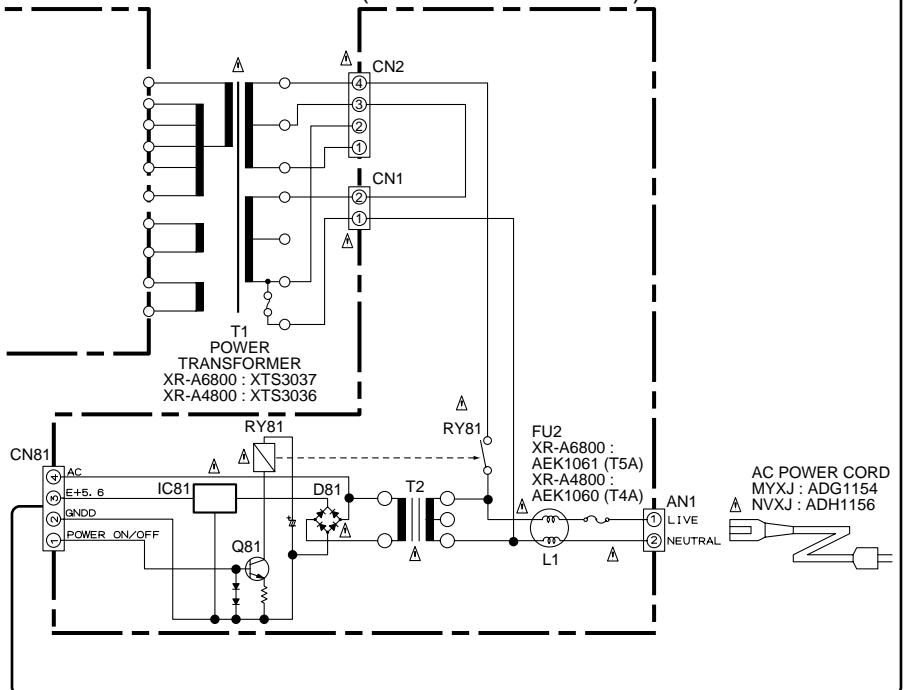 CN2
4
3
2
1
CN1
2
1
T1
POWER
TRANSFORMER
XR-A6800 : XTS3037
XR-A4800 : XTS3036
RY81
RY81
FU2
XR-A6800 :
AEK1061 (T5A)
XR-A4800 :
AEK1060 (T4A)
AC POWER CORD
MYXJ : ADG1154
NVXJ : ADH1156
CN81
4 AC
3 E+5. 6
2 GNDD
1 POWER ON/OFF
IC81
D81
T2
Q81
L1
AN1
1 LIVE
2 NEUTRAL